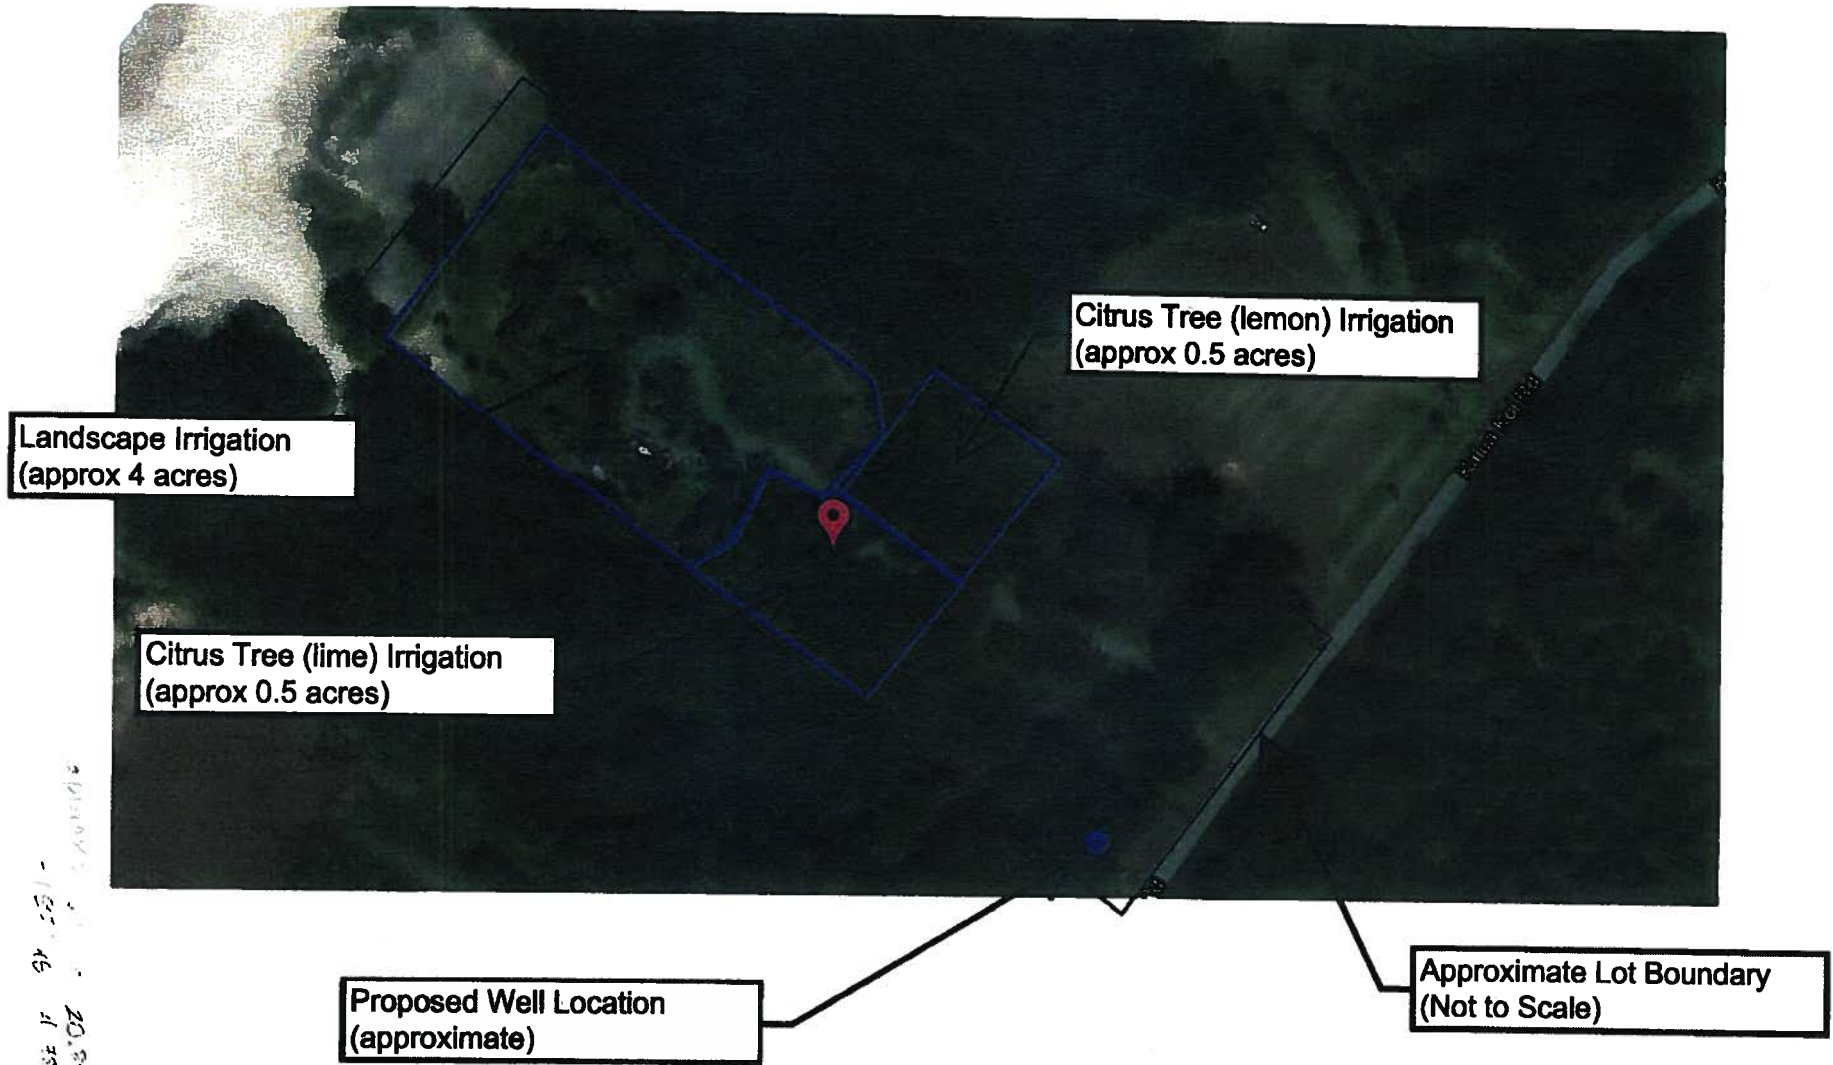 Citrus Tree (lemon) Irrigation
(approx 0.5 acres)
Landscape Irrigation
(approx 4 acres)
Citrus Tree (lime) Irrigation
(approx 0.5 acres)
Proposed Well Location
(approximate)
Approximate Lot Boundary
(Not to Scale)